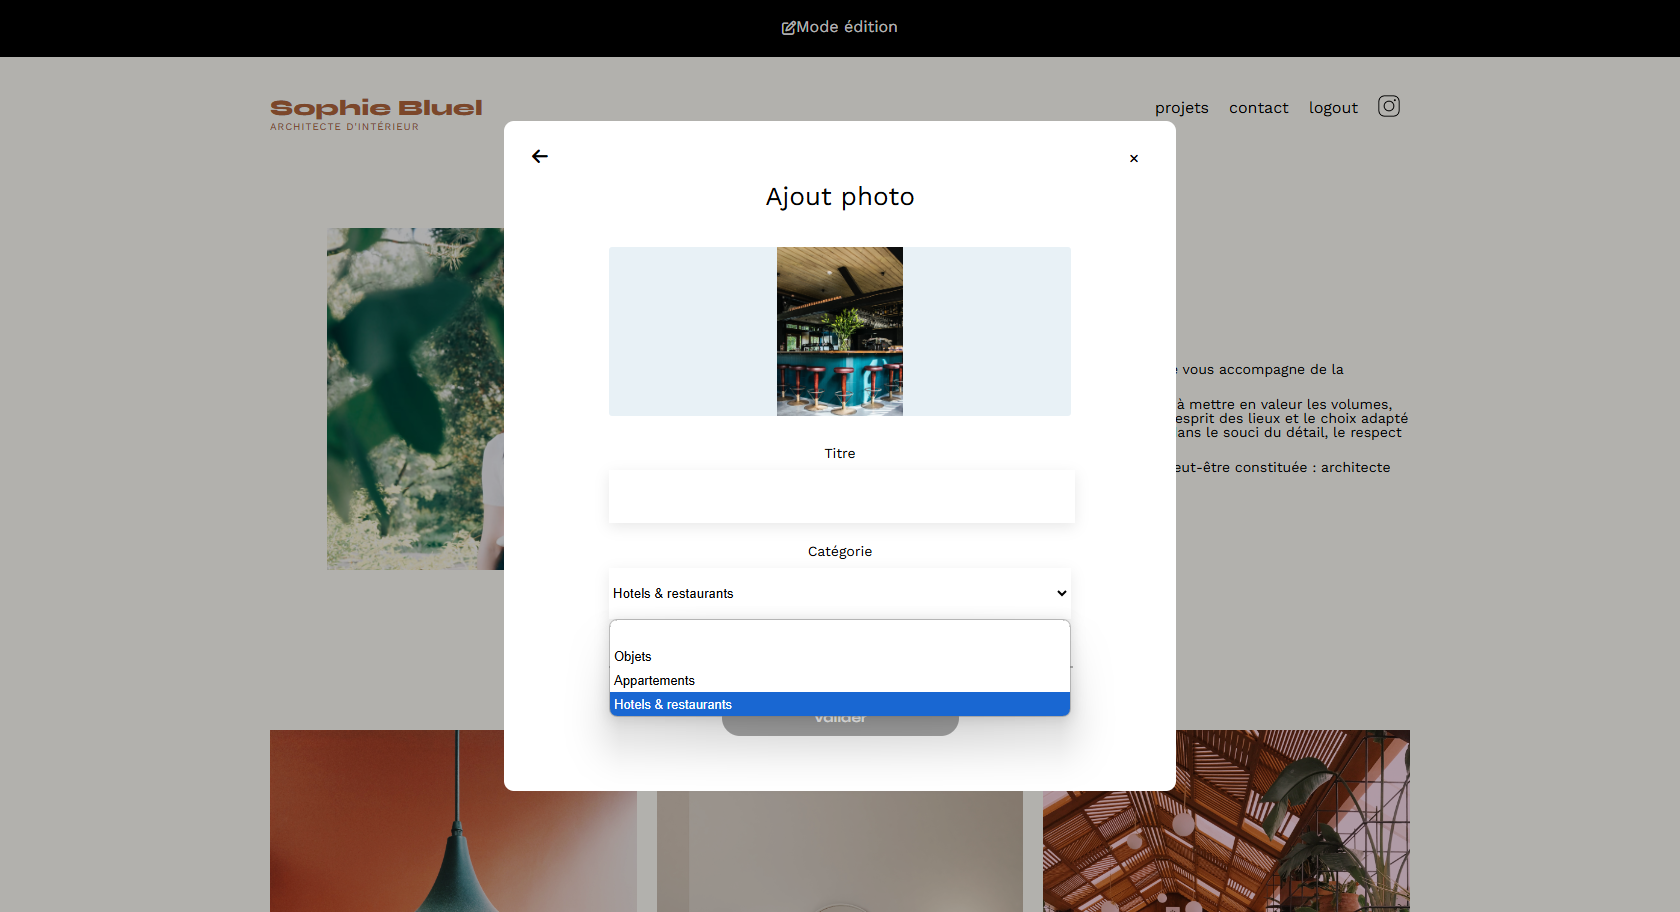 Mode édition
Sophie Bluel
ARCHITECTE D'INTÉRIEUR
projets
contact
logout
×
Ajout photo
vous accompagne de la
à mettre en valeur les volumes,
esprit des lieux et le choix adapté
dans le souci du détail, le respect
peut-être constituée : architecte
Titre
Catégorie
Hotels & restaurants
Objets
Appartements
Hotels & restaurants
Valider